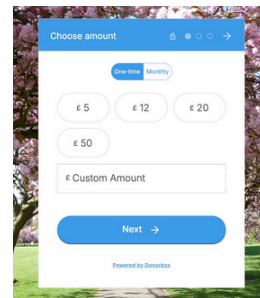 Choose amount
One-time Monthly
£ 5 £ 12 £ 20
£ 50
£ Custom Amount
Next →
Powered by Donorbox